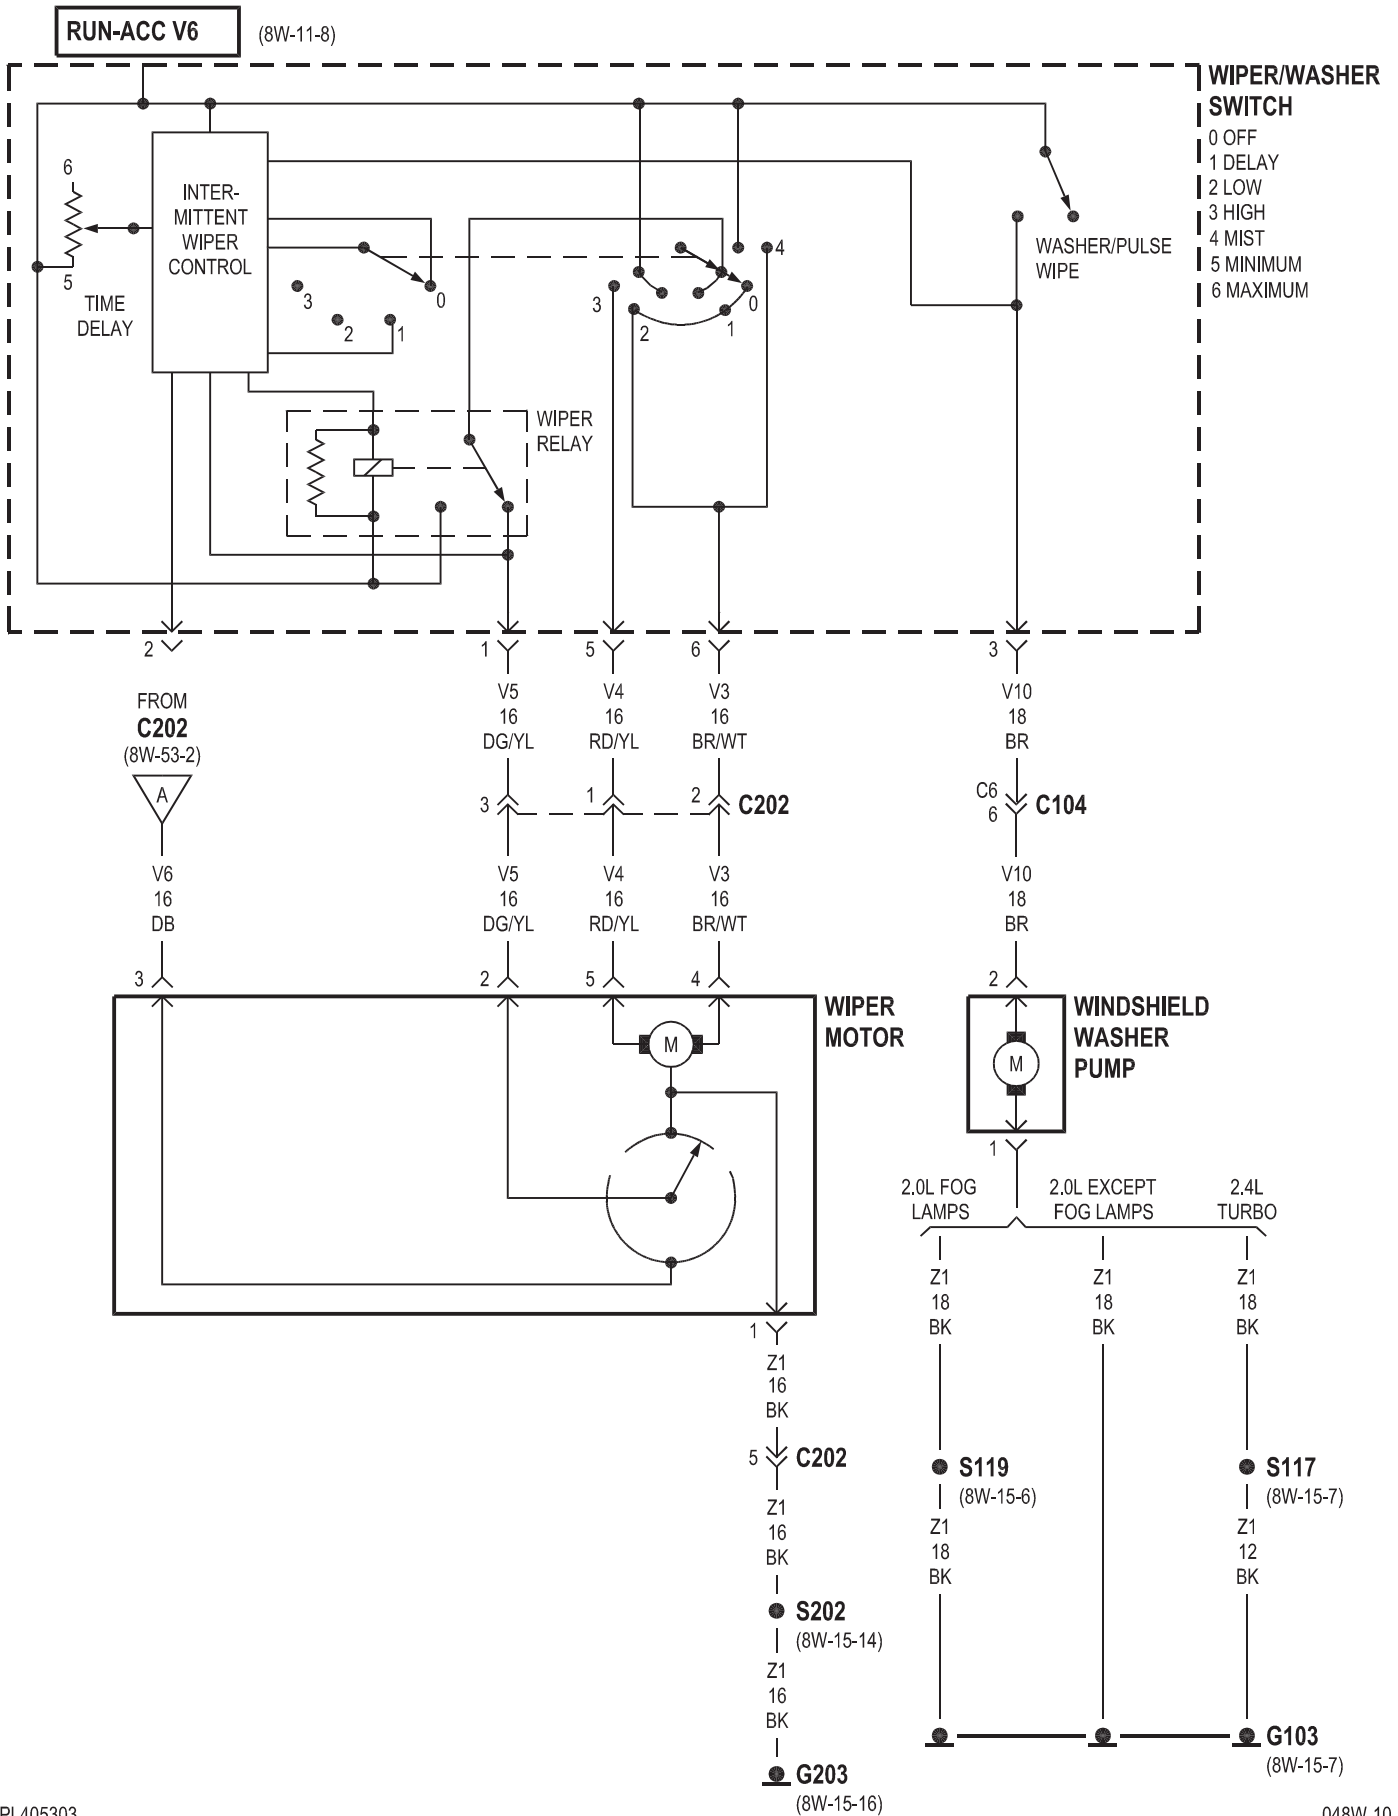 RUN-ACC V6
(8W-11-8)
WIPER/WASHER
SWITCH
0 OFF
1 DELAY
2 LOW
3 HIGH
4 MIST
5 MINIMUM
6 MAXIMUM
6
5
TIME
DELAY
INTER-
MITTENT
WIPER
CONTROL
3
2
1
0
3
2
1
0
4
WASHER/PULSE
WIPE
WIPER
RELAY
2
1
5
6
3
FROM
C202
(8W-53-2)
A
V5
16
DG/YL
V4
16
RD/YL
V3
16
BR/WT
V10
18
BR
3
1
2
C202
C6
6
C104
V6
16
DB
V5
16
DG/YL
V4
16
RD/YL
V3
16
BR/WT
V10
18
BR
3
2
5
4
2
WIPER
MOTOR
M
WINDSHIELD
WASHER
PUMP
M
1
2.0L FOG
LAMPS
2.0L EXCEPT
FOG LAMPS
2.4L
TURBO
Z1
18
BK
Z1
18
BK
Z1
18
BK
1
Z1
16
BK
5
C202
S119
(8W-15-6)
S117
(8W-15-7)
Z1
16
BK
Z1
18
BK
Z1
12
BK
S202
(8W-15-14)
Z1
16
BK
G103
(8W-15-7)
G203
(8W-15-16)
PL405303
048W-10